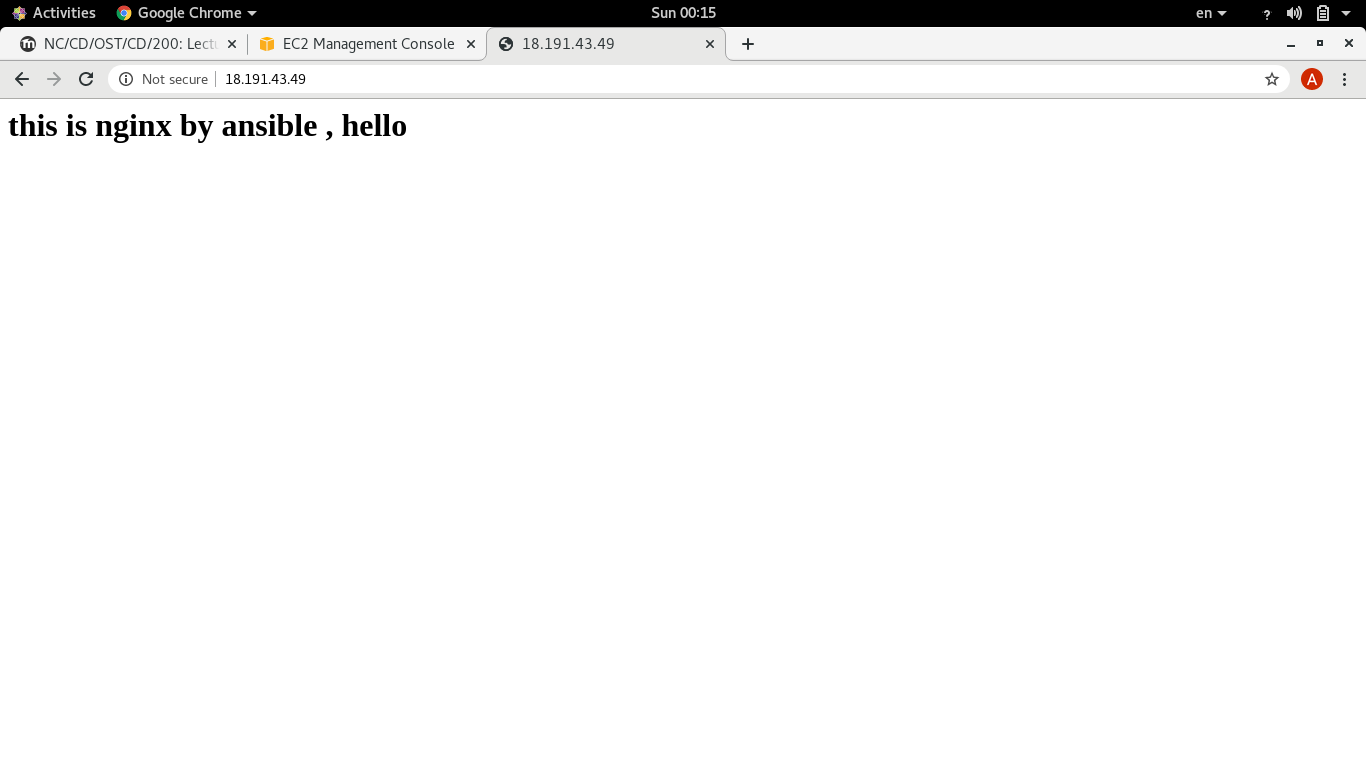 Activities Google Chrome Sun 00:15 en ?
NC/CD/OST/CD/200: Lectu EC2 Management Console 18.191.43.49
Not secure 18.191.43.49 A
this is nginx by ansible , hello